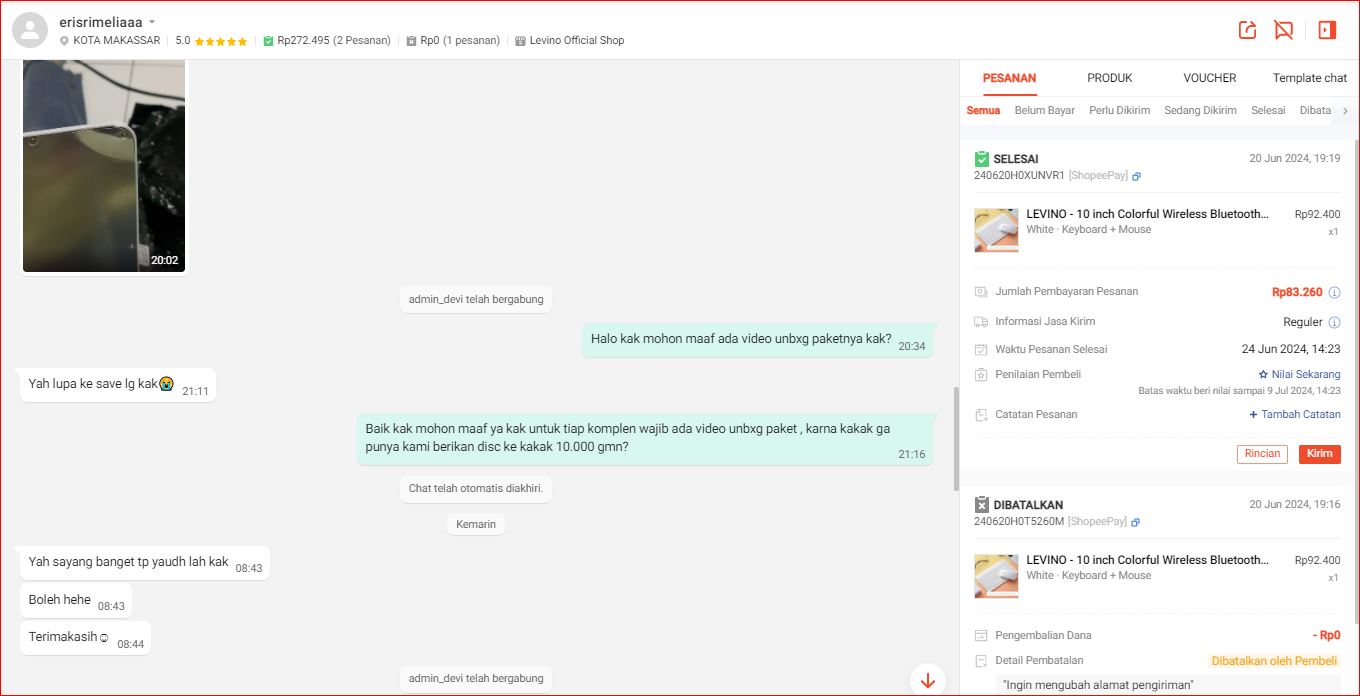 erisrimeliaaa
KOTA MAKASSAR
5.0
Rp272.495 (2 Pesanan)
Rp0 (1 pesanan)
Levino Official Shop
20:02
admin_devi telah bergabung
Halo kak mohon maaf ada video unbxg paketnya kak?
20:34
Yah lupa ke save lg kak😭
21:11
Baik kak mohon maaf ya kak untuk tiap komplen wajib ada video unbxg paket , karna kakak ga
punya kami berikan disc ke kakak 10.000 gmn?
21:16
Chat telah otomatis diakhiri.
Kemarin
Yah sayang banget tp yaudh lah kak
08:43
Boleh hehe
08:43
Terimakasih☺
08:44
admin_devi telah bergabung
PESANAN
PRODUK
VOUCHER
Template chat
Semua
Belum Bayar
Perlu Dikirim
Sedang Dikirim
Selesai
Dibata
SELESAI
20 Jun 2024, 19:19
240620H0XUNVR1 [ShopeePay]
LEVINO - 10 inch Colorful Wireless Bluetooth...
Rp92.400
White · Keyboard + Mouse
x1
Jumlah Pembayaran Pesanan
Rp83.260
Informasi Jasa Kirim
Reguler
Waktu Pesanan Selesai
24 Jun 2024, 14:23
Penilaian Pembeli
Nilai Sekarang
Batas waktu beri nilai sampai 9 Jul 2024, 14:23
Catatan Pesanan
+ Tambah Catatan
Rincian
Kirim
DIBATALKAN
20 Jun 2024, 19:16
240620H0T5260M [ShopeePay]
LEVINO - 10 inch Colorful Wireless Bluetooth...
Rp92.400
White · Keyboard + Mouse
x1
Pengembalian Dana
- Rp0
Detail Pembatalan
Dibatalkan oleh Pembeli
"Ingin mengubah alamat pengiriman"